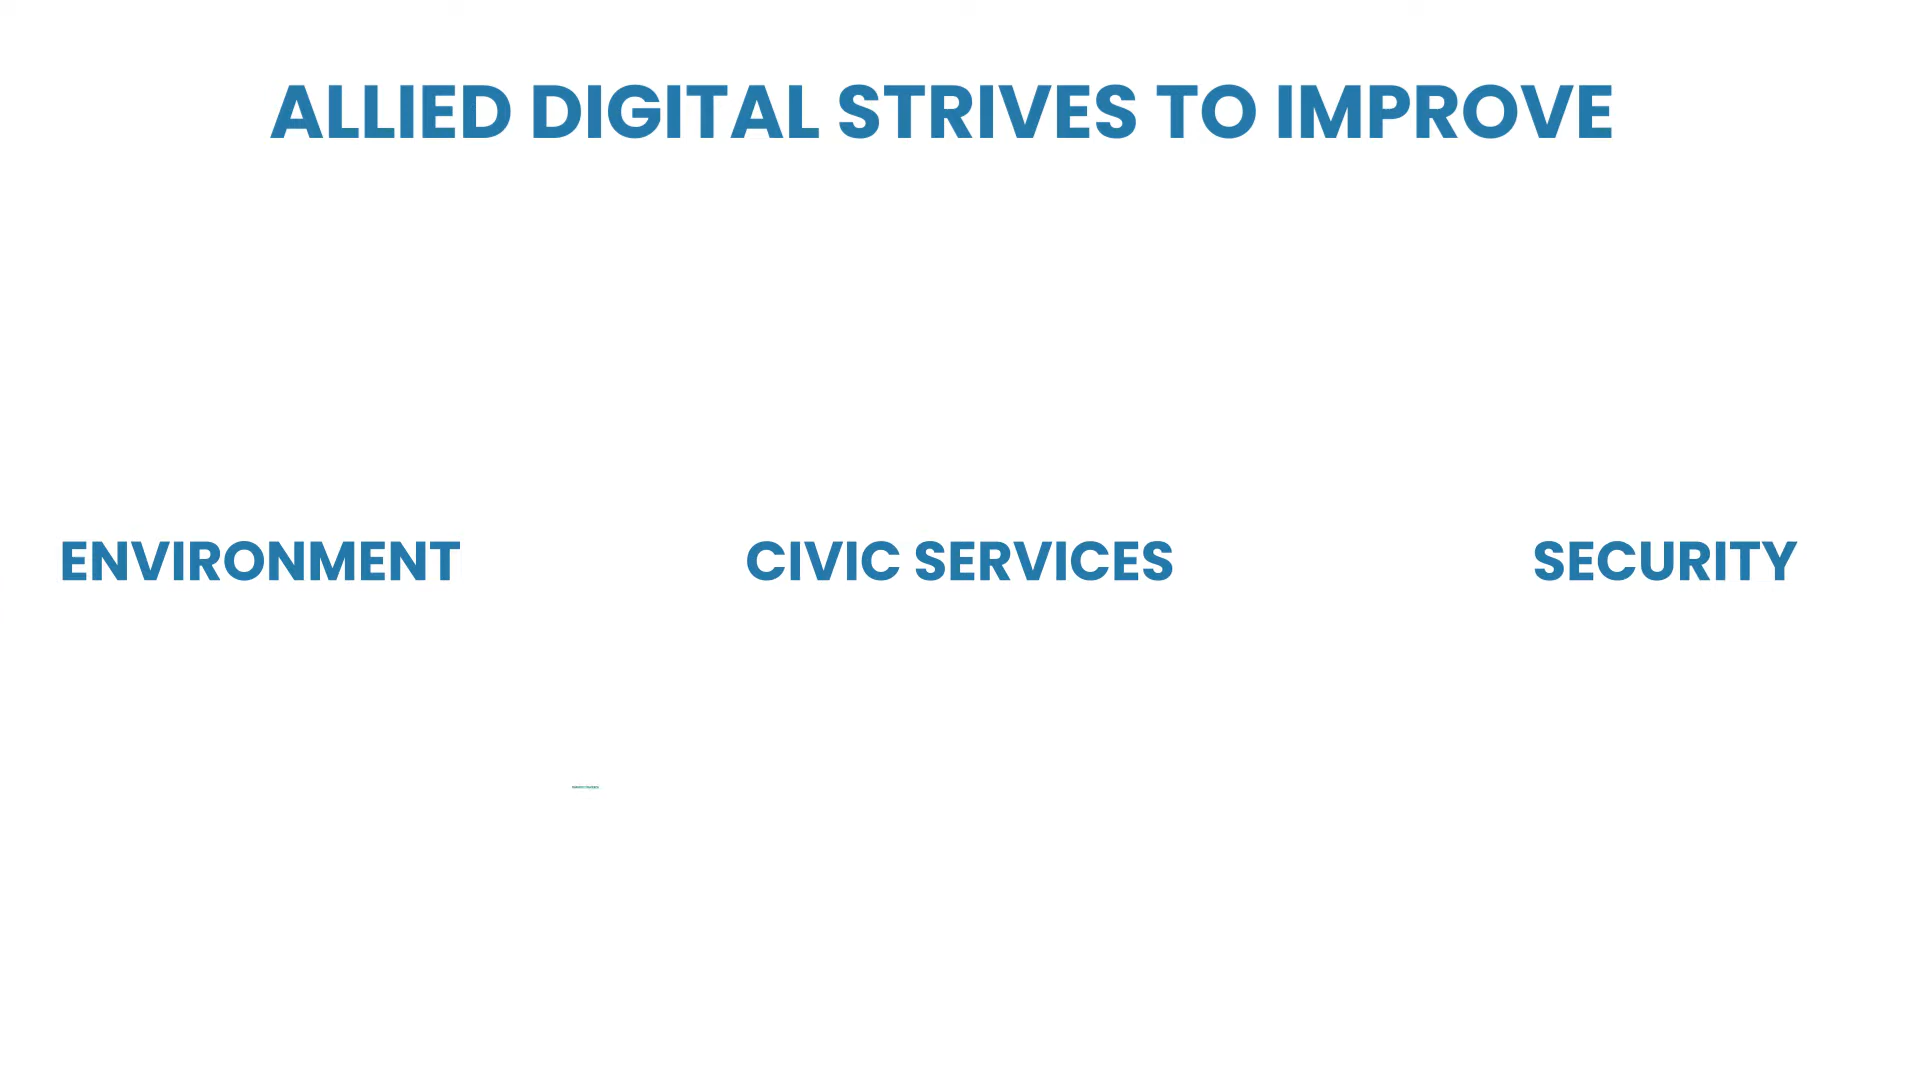 ALLIED DIGITAL STRIVES TO IMPROVE
ENVIRONMENT
CIVIC SERVICES
SECURITY